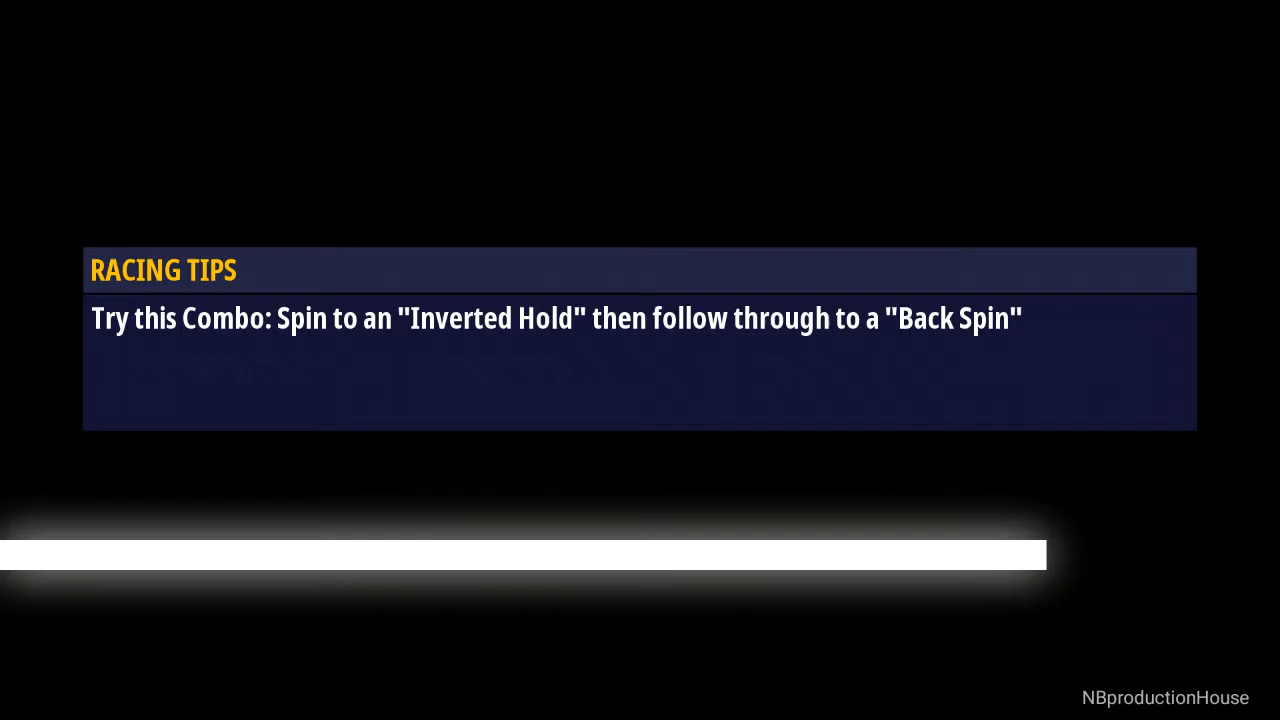 RACING TIPS
Try this Combo: Spin to an "Inverted Hold" then follow through to a "Back Spin"
NBproductionHouse